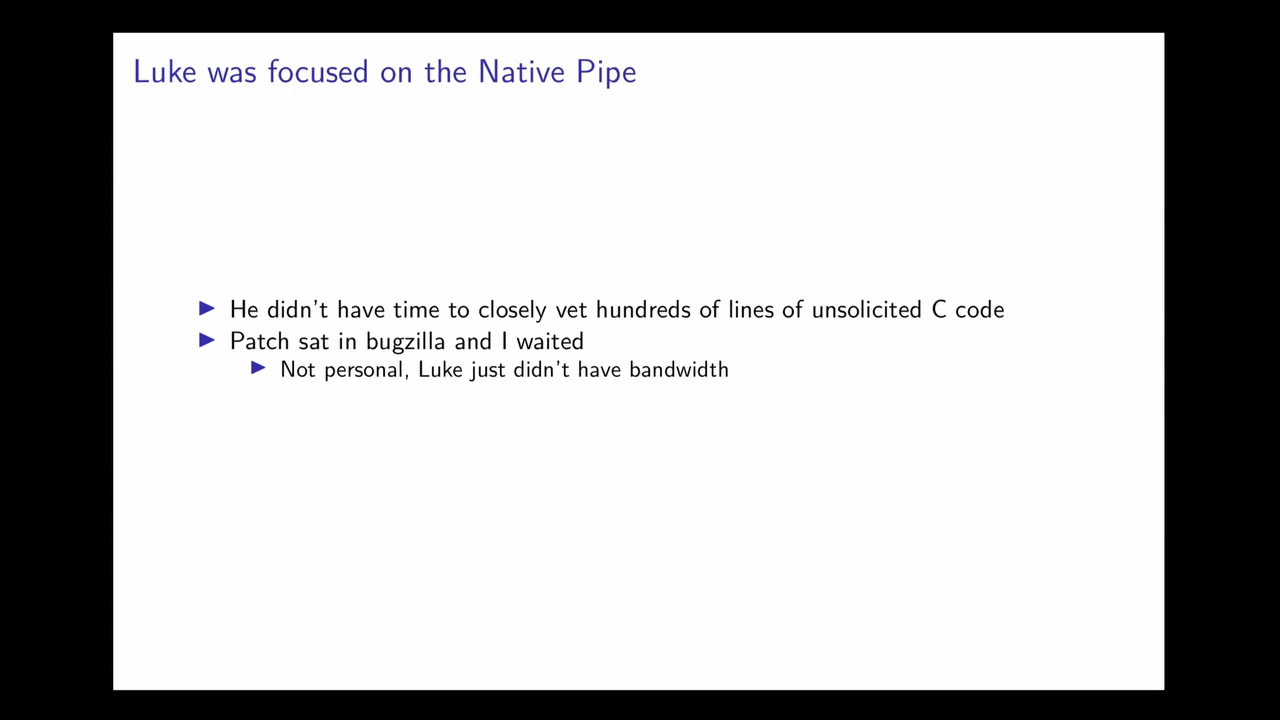 Luke was focused on the Native Pipe
He didn't have time to closely vet hundreds of lines of unsolicited C code
Patch sat in bugzilla and I waited
Not personal, Luke just didn't have bandwidth